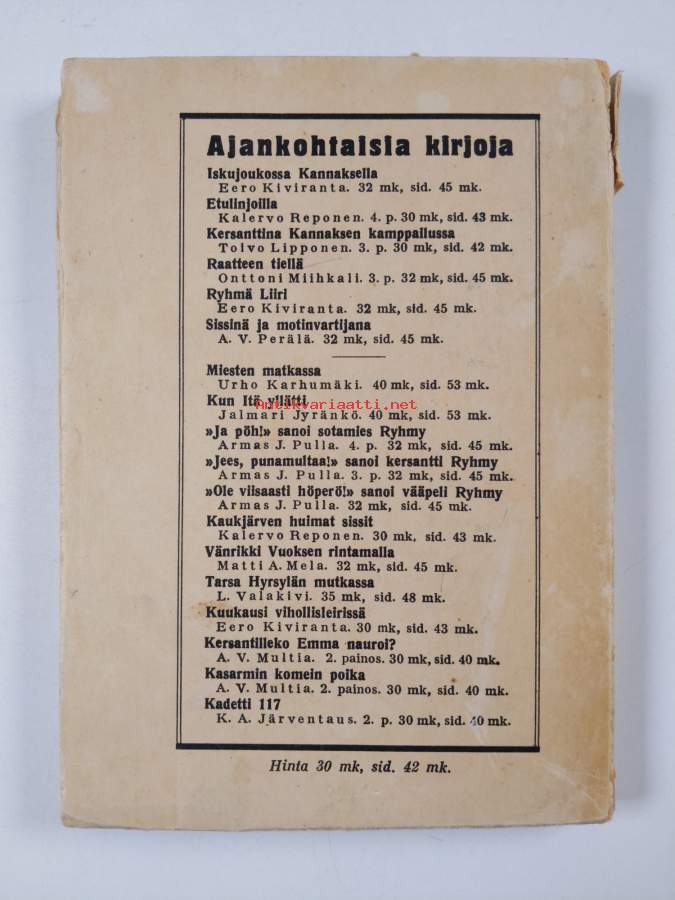 Ajankohtaisia kirjoja
Iskujoukossa Kannaksella
Eero Kiviranta. 32 mk, sid. 45 mk.
Etulinjoilla
Kalervo Reponen. 4. p. 30 mk, sid. 43 mk.
Kersanttina Kannaksen kamppailussa
Toivo Lipponen. 3. p. 30 mk, sid. 42 mk.
Raatteen tiellä
Onttoni Miihkali. 3. p. 32 mk, sid. 45 mk.
Ryhmä Liiri
Eero Kiviranta. 32 mk, sid. 45 mk.
Sissinä ja motinvartijana
A. V. Perälä. 32 mk, sid. 45 mk.
Miesten matkassa
Urho Karhumäki. 40 mk, sid. 53 mk.
Kun Itä yllätti
Antikvariaatti.net
Jalmari Jyränkö. 40 mk, sid. 53 mk.
»Ja pöh!» sanoi sotamies Ryhmy
Armas J. Pulla. 4. p. 32 mk, sid. 45 mk.
»Jees, punamultaa!» sanoi kersantti Ryhmy
Armas J. Pulla. 3. p. 32 mk, sid. 45 mk.
»Ole viisaasti höperö!» sanoi vääpeli Ryhmy
Armas J. Pulla. 32 mk, sid. 45 mk.
Kaukjärven huimat sissit
Kalervo Reponen. 30 mk, sid. 43 mk.
Vänrikki Vuoksen rintamalla
Matti A. Mela. 32 mk, sid. 45 mk.
Tarsa Hyrsylän mutkassa
L. Valakivi. 35 mk, sid. 48 mk.
Kuukausi vihollisleirissä
Eero Kiviranta. 30 mk, sid. 43 mk.
Kersantilleko Emma nauroi?
A. V. Multia. 2. painos. 30 mk, sid. 40 mk.
Kasarmin komein poika
A. V. Multia. 2. painos. 30 mk, sid. 40 mk.
Kadetti 117
K. A. Järventaus. 2. p. 30 mk, sid. 40 mk.
Hinta 30 mk, sid. 42 mk.